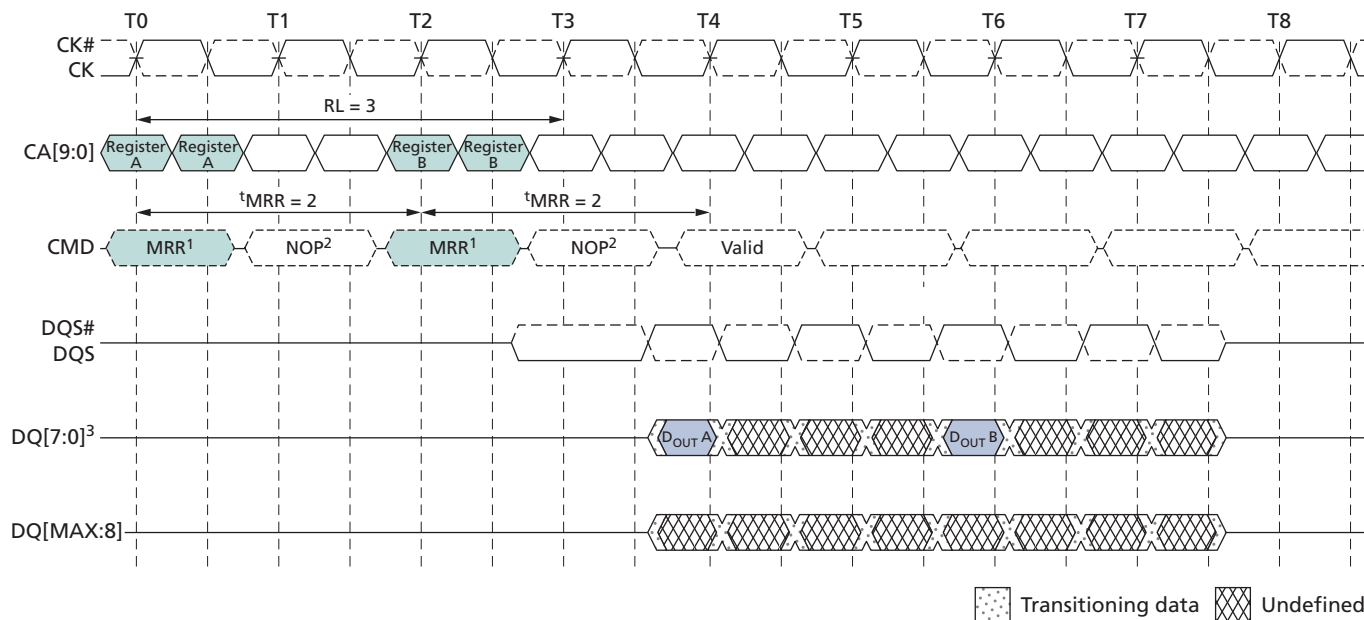 T0 T1 T2 T3 T4 T5 T6 T7 T8
CK#
CK
RL = 3
CA[9:0]
Register A
Register A
Register B
Register B
tMRR = 2
tMRR = 2
CMD
MRR1
NOP2
MRR1
NOP2
Valid
DQS#
DQS
DQ[7:0]3
DOUT A
DOUT B
DQ[MAX:8]
Transitioning data
Undefined